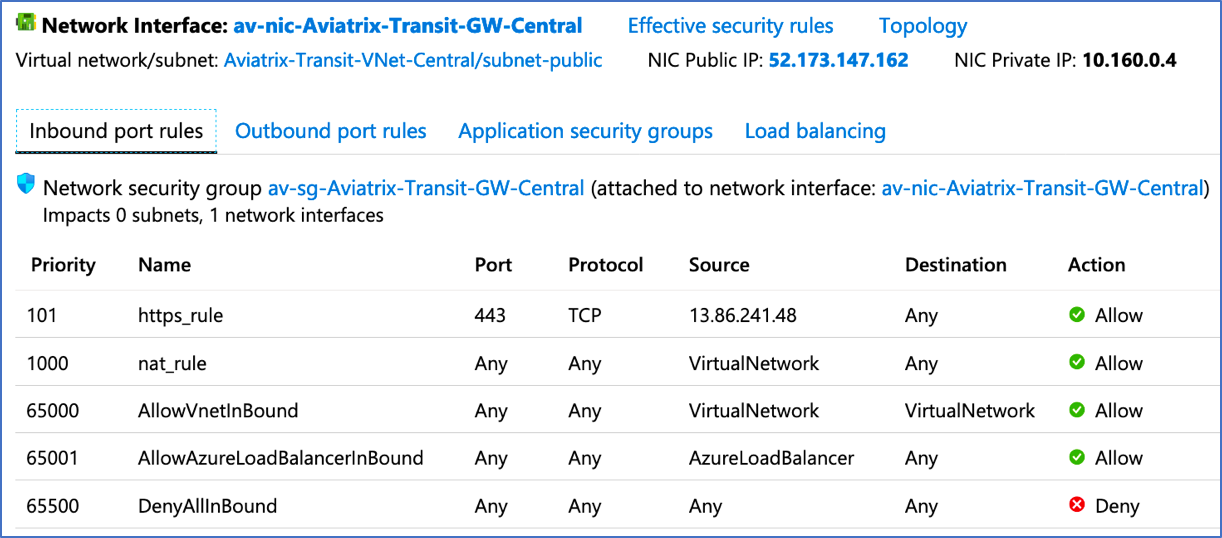 Network Interface: av-nic-Aviatrix-Transit-GW-Central Effective security rules Topology
Virtual network/subnet: Aviatrix-Transit-VNet-Central/subnet-public NIC Public IP: 52.173.147.162 NIC Private IP: 10.160.0.4
Inbound port rules Outbound port rules Application security groups Load balancing
Network security group av-sg-Aviatrix-Transit-GW-Central (attached to network interface: av-nic-Aviatrix-Transit-GW-Central)
Impacts 0 subnets, 1 network interfaces
Priority Name Port Protocol Source Destination Action
101 https_rule 443 TCP 13.86.241.48 Any Allow
1000 nat_rule Any Any VirtualNetwork Any Allow
65000 AllowVnetInBound Any Any VirtualNetwork VirtualNetwork Allow
65001 AllowAzureLoadBalancerInBound Any Any AzureLoadBalancer Any Allow
65500 DenyAllInBound Any Any Any Any Deny